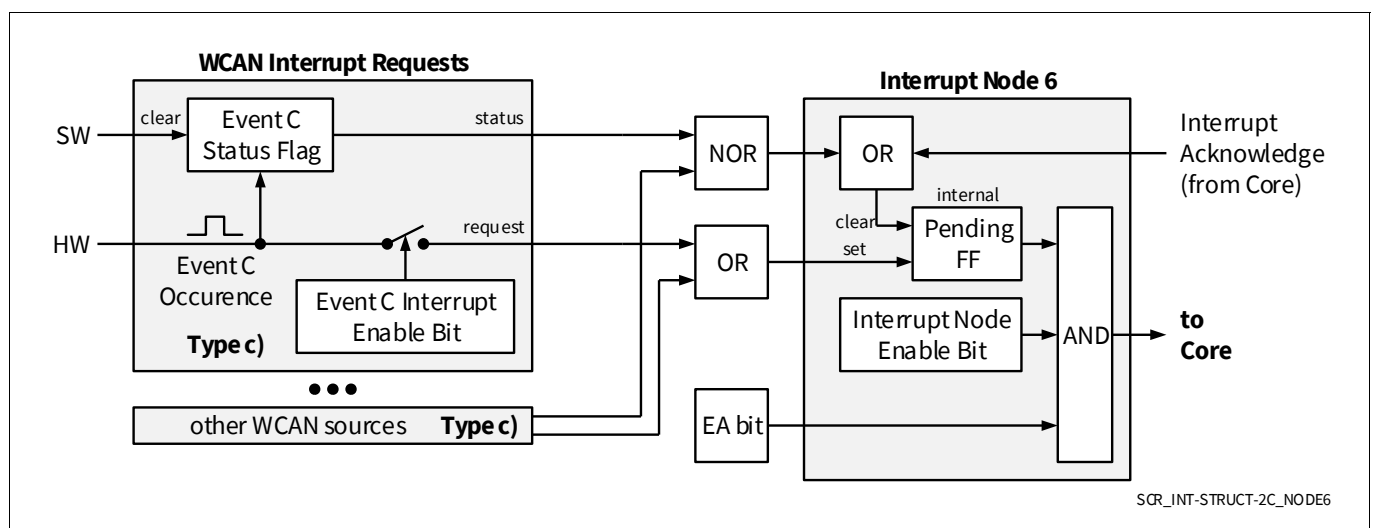 WCAN Interrupt Requests
Interrupt Node 6
SW
clear
Event C
Status Flag
status
NOR
OR
Interrupt
Acknowledge
(from Core)
internal
HW
request
clear
set
Pending
FF
OR
Event C
Occurence
Event C Interrupt
Enable Bit
Type c)
Interrupt Node
Enable Bit
AND
to
Core
other WCAN sources Type c)
EA bit
SCR_INT-STRUCT-2C_NODE6